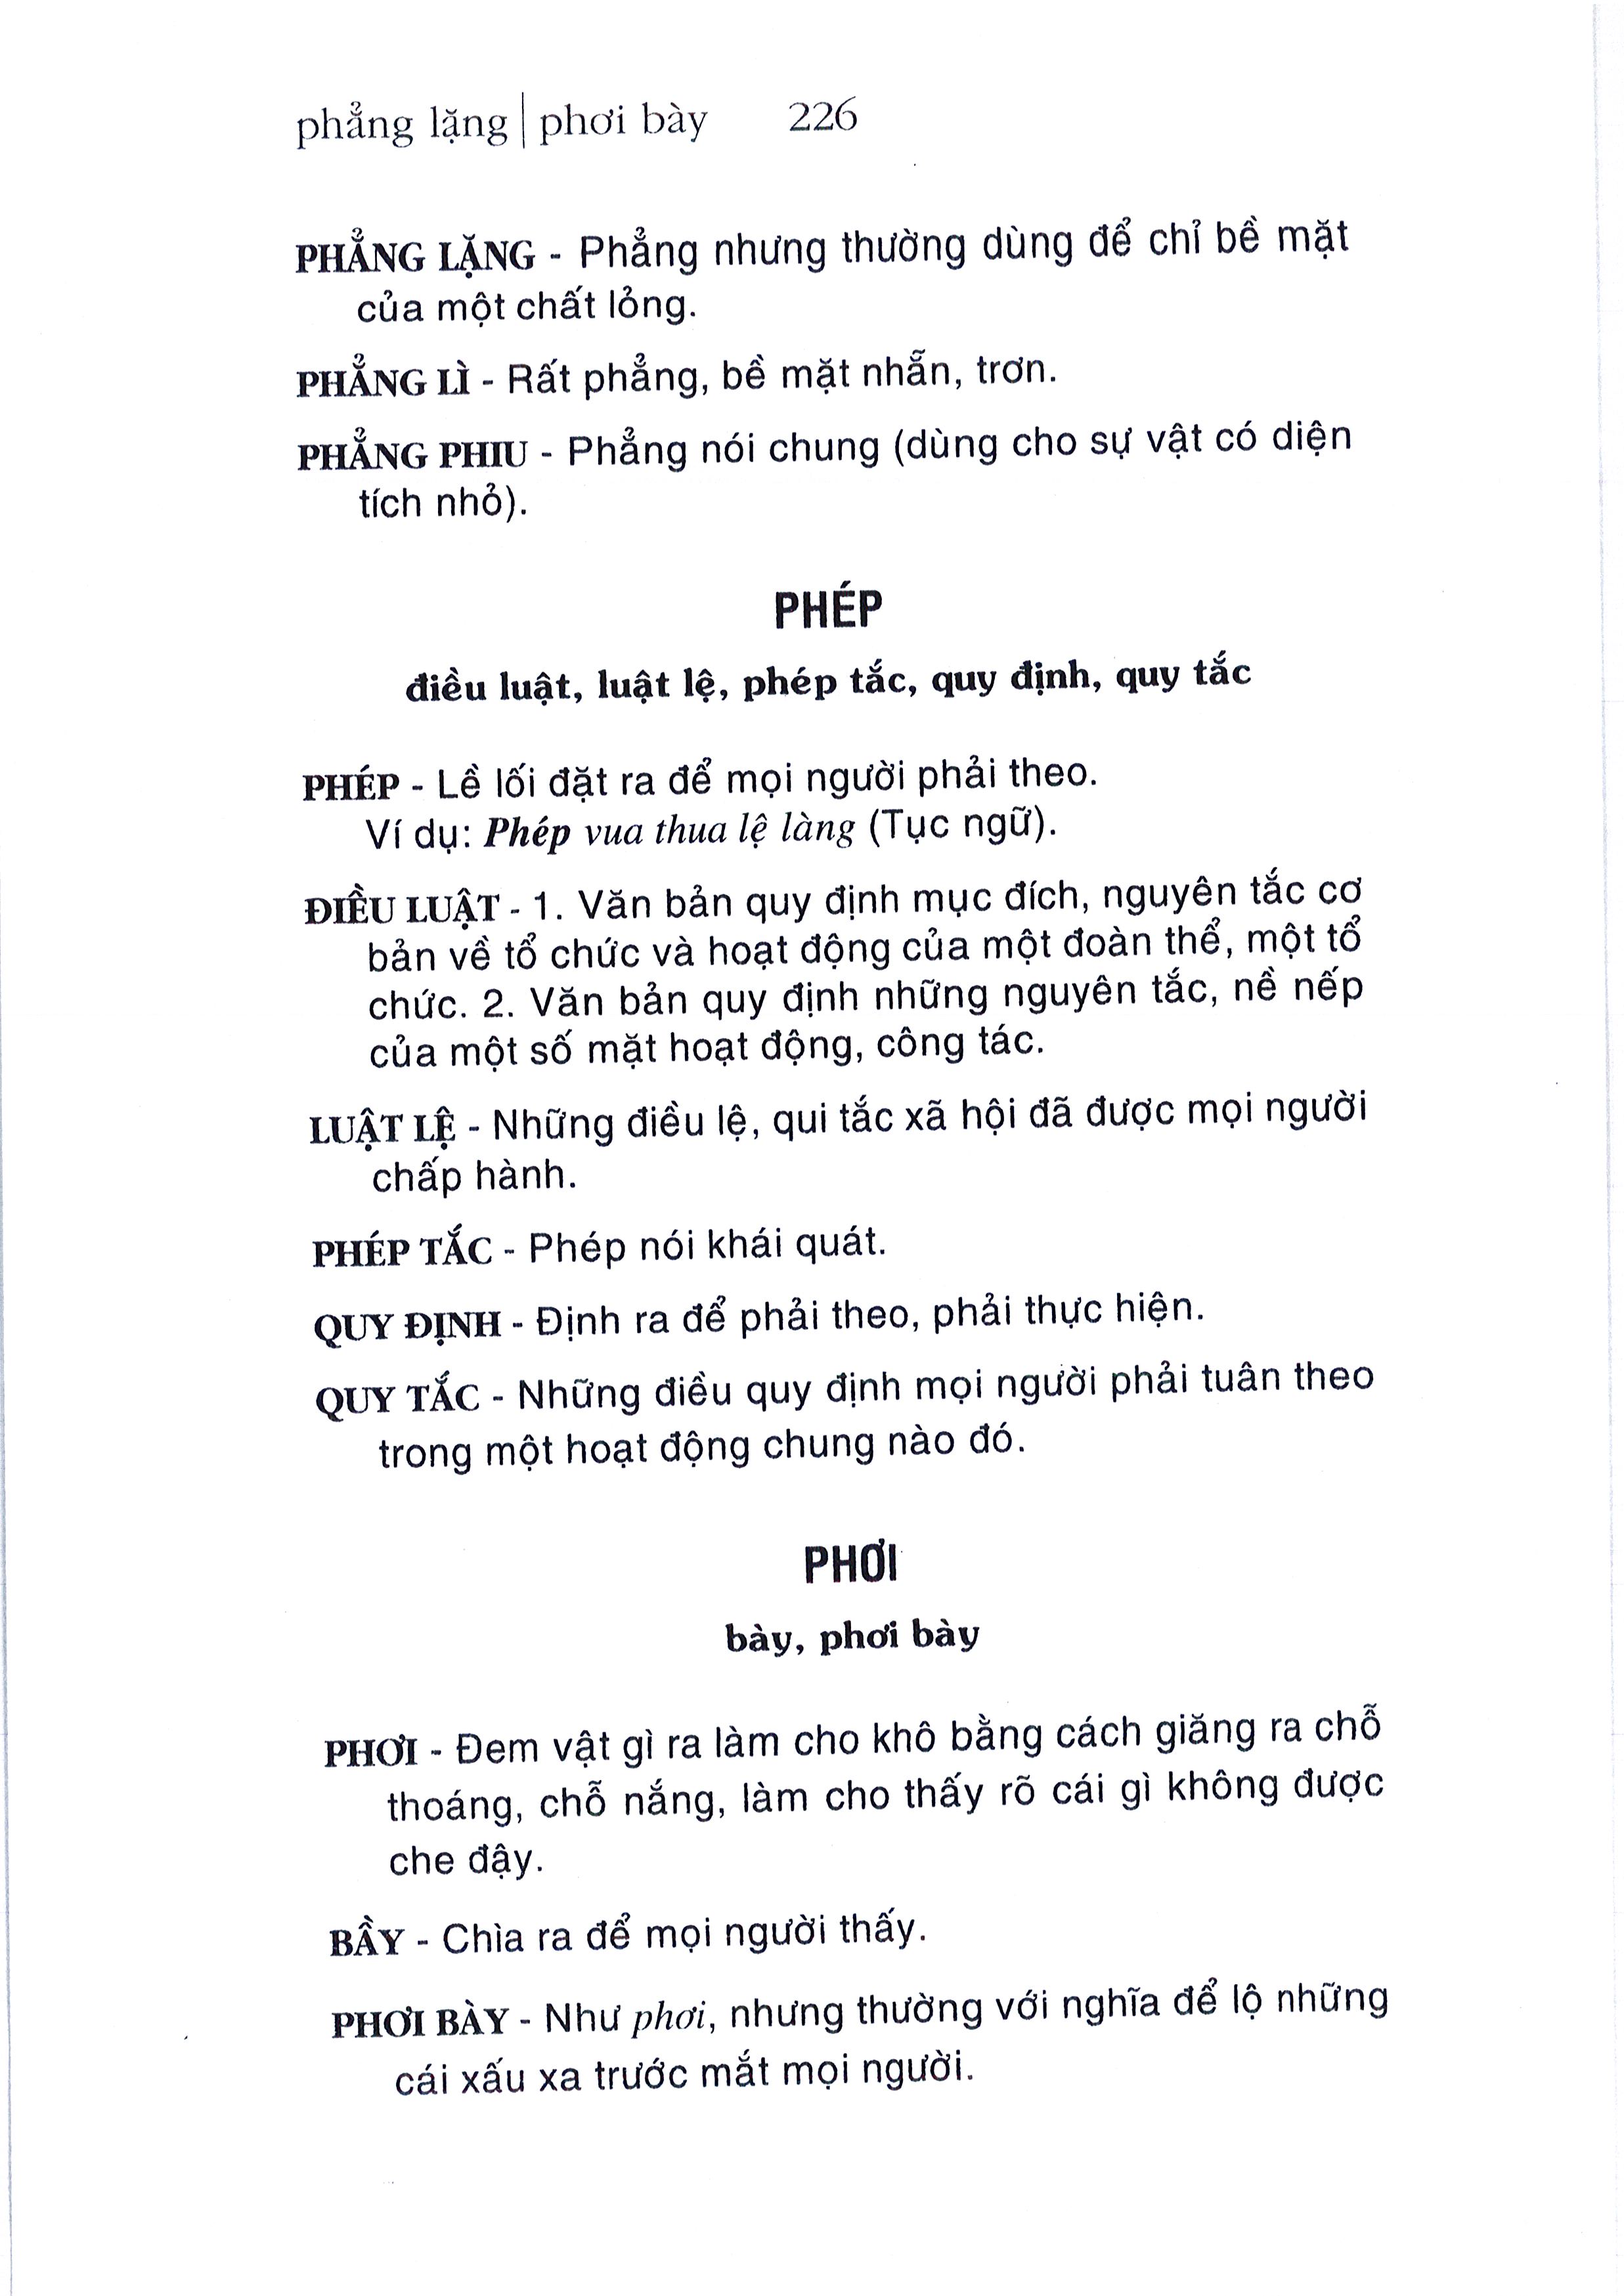 phẳng lặng | phơi bày 226
PHẲNG LẶNG - Phẳng nhưng thường dùng để chỉ bề mặt
của một chất lỏng.
PHẲNG LÌ - Rất phẳng, bề mặt nhẵn, trơn.
PHẲNG PHIU - Phẳng nói chung (dùng cho sự vật có diện
tích nhỏ).
PHÉP
điều luật, luật lệ, phép tắc, quy định, quy tắc
PHÉP - Lề lối đặt ra để mọi người phải theo.
Ví dụ: Phép vua thua lệ làng (Tục ngữ).
ĐIỀU LUẬT - 1. Văn bản quy định mục đích, nguyên tắc cơ
bản về tổ chức và hoạt động của một đoàn thể, một tổ
chức. 2. Văn bản quy định những nguyên tắc, nề nếp
của một số mặt hoạt động, công tác.
LUẬT LỆ - Những điều lệ, qui tắc xã hội đã được mọi người
chấp hành.
PHÉP TẮC - Phép nói khái quát.
QUY ĐỊNH - Định ra để phải theo, phải thực hiện.
QUY TẮC - Những điều quy định mọi người phải tuân theo
trong một hoạt động chung nào đó.
PHƠI
bày, phơi bày
PHƠI - Đem vật gì ra làm cho khô bằng cách giăng ra chỗ
thoáng, chỗ nắng, làm cho thấy rõ cái gì không được
che đậy.
BẦY - Chìa ra để mọi người thấy.
PHƠI BÀY - Như phơi, nhưng thường với nghĩa để lộ những
cái xấu xa trước mắt mọi người.